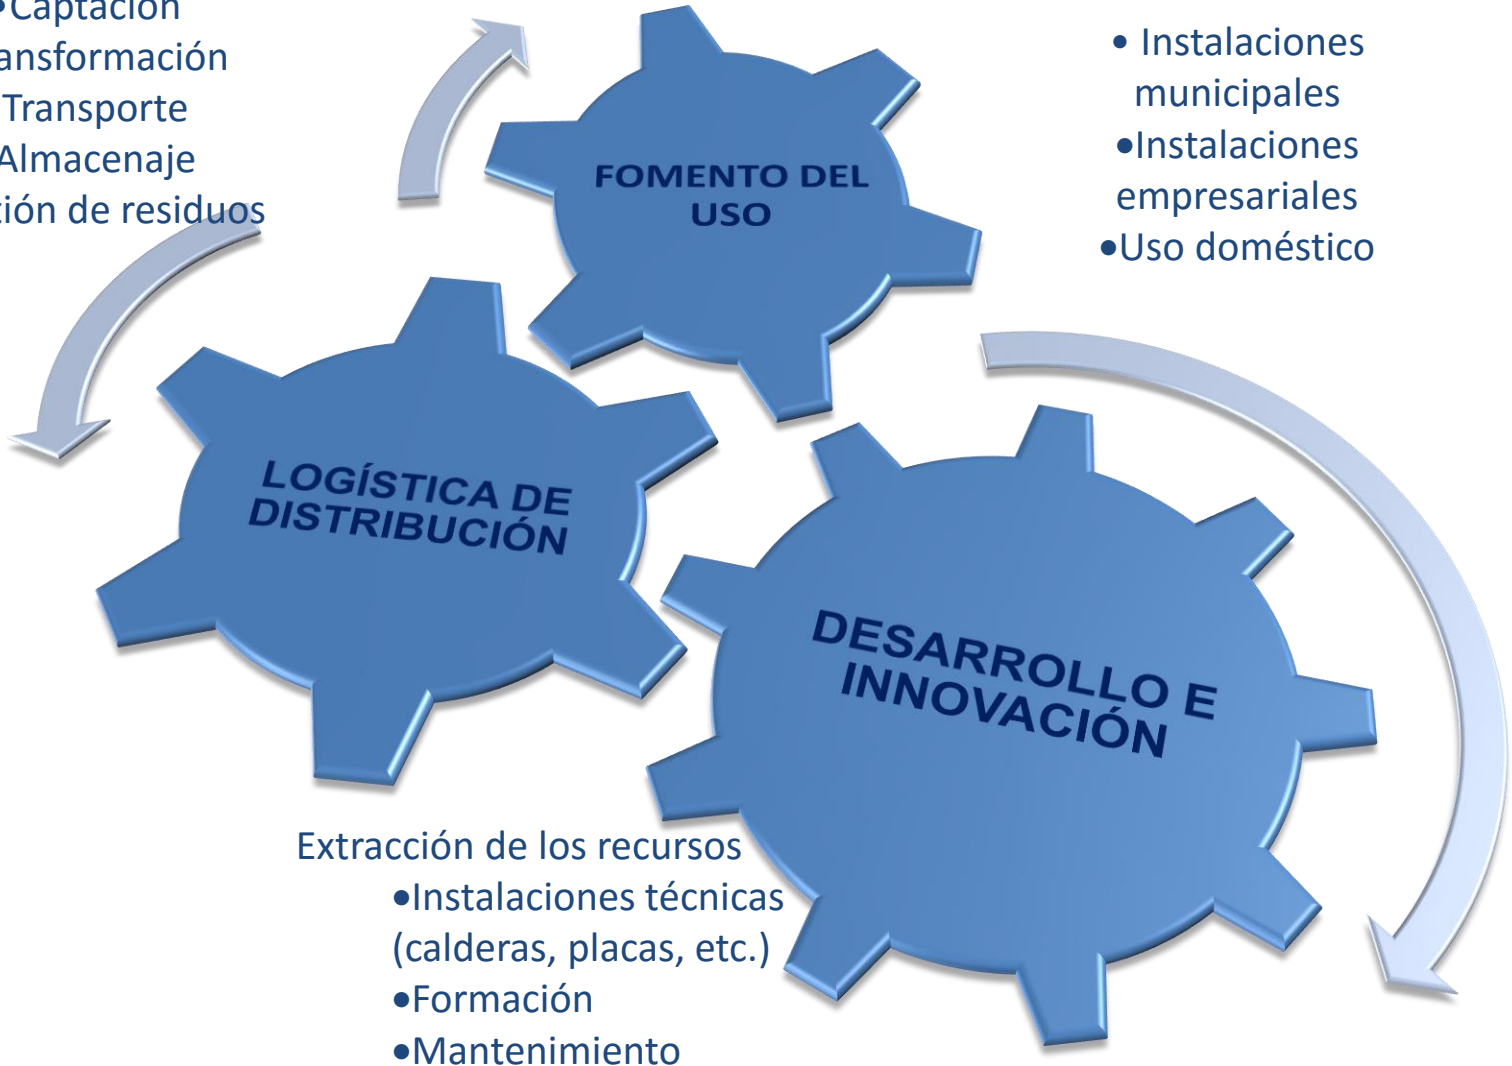 •Captación
ansformación
Transporte
Almacenaje
tión de residuos
• Instalaciones
municipales
•Instalaciones
empresariales
•Uso doméstico
FOMENTO DEL
USO
LOGÍSTICA DE
DISTRIBUCIÓN
DESARROLLO E
INNOVACIÓN
Extracción de los recursos
•Instalaciones técnicas
(calderas, placas, etc.)
•Formación
•Mantenimiento